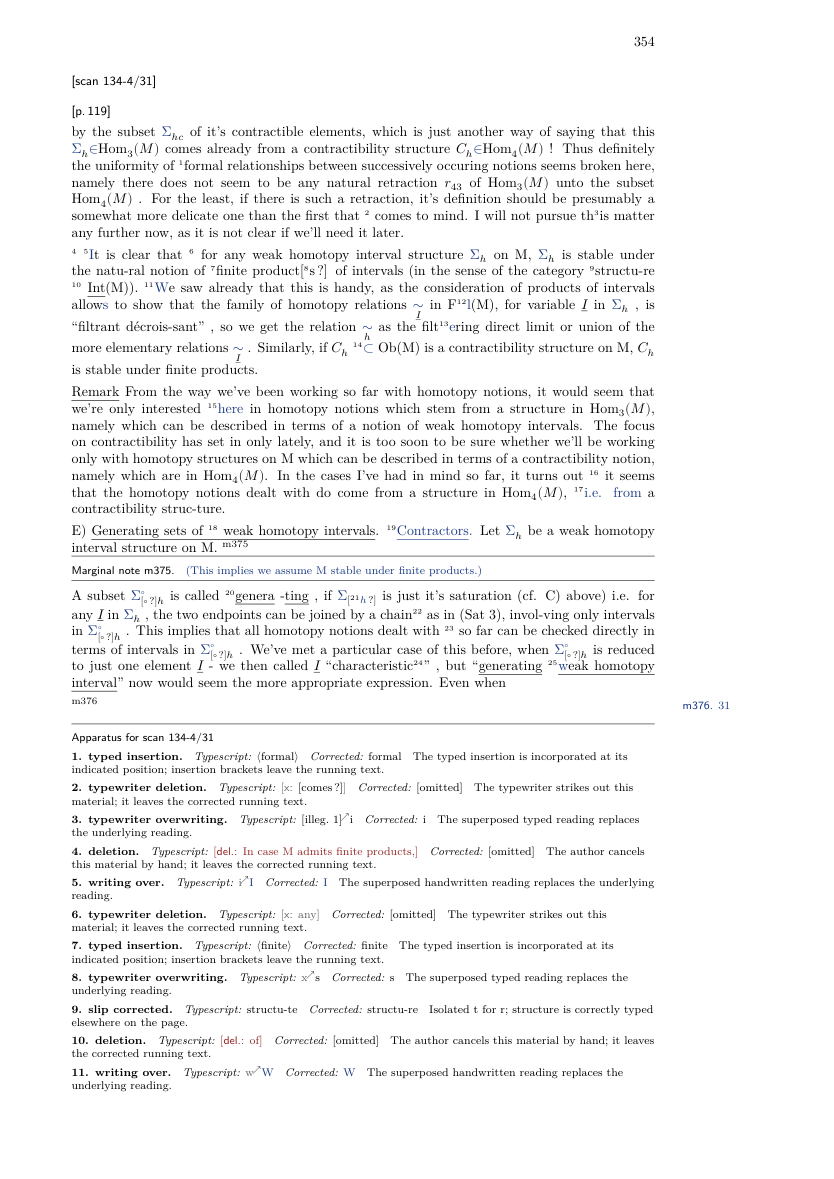 354
[scan 134-4/31]
[p. 119]
by the subset Σ_hc of it's contractible elements, which is just another way of saying that this
Σ_h∈Hom₃(M) comes already from a contractibility structure C_h∈Hom₄(M) ! Thus definitely
the uniformity of ¹formal relationships between successively occuring notions seems broken here,
namely there does not seem to be any natural retraction r₄₃ of Hom₃(M) unto the subset
Hom₄(M) . For the least, if there is such a retraction, it's definition should be presumably a
somewhat more delicate one than the first that ² comes to mind. I will not pursue th³is matter
any further now, as it is not clear if we'll need it later.
⁴ ⁵It is clear that ⁶ for any weak homotopy interval structure Σ_h on M, Σ_h is stable under
the natu-ral notion of ⁷finite product[⁸s ?] of intervals (in the sense of the category ⁹structu-re
¹⁰ Int(M)). ¹¹We saw already that this is handy, as the consideration of products of intervals
allows to show that the family of homotopy relations ∼_I in F¹²l(M), for variable I in Σ_h , is
“filtrant décrois-sant” , so we get the relation ∼_h as the filt¹³ering direct limit or union of the
more elementary relations ∼_I . Similarly, if C_h ¹⁴⊂ Ob(M) is a contractibility structure on M, C_h
is stable under finite products.
Remark From the way we've been working so far with homotopy notions, it would seem that
we're only interested ¹⁵here in homotopy notions which stem from a structure in Hom₃(M),
namely which can be described in terms of a notion of weak homotopy intervals. The focus
on contractibility has set in only lately, and it is too soon to be sure whether we'll be working
only with homotopy structures on M which can be described in terms of a contractibility notion,
namely which are in Hom₄(M). In the cases I've had in mind so far, it turns out ¹⁶ it seems
that the homotopy notions dealt with do come from a structure in Hom₄(M), ¹⁷i.e. from a
contractibility struc-ture.
E) Generating sets of ¹⁸ weak homotopy intervals. ¹⁹Contractors. Let Σ_h be a weak homotopy
interval structure on M. m375
Marginal note m375. (This implies we assume M stable under finite products.)
A subset Σ°_[∘ ?]h is called ²⁰genera -ting , if Σ_[²¹h ?] is just it's saturation (cf. C) above) i.e. for
any I in Σ_h , the two endpoints can be joined by a chain²² as in (Sat 3), invol-ving only intervals
in Σ°_[∘ ?]h . This implies that all homotopy notions dealt with ²³ so far can be checked directly in
terms of intervals in Σ°_[∘ ?]h . We've met a particular case of this before, when Σ°_[∘ ?]h is reduced
to just one element I - we then called I “characteristic²⁴” , but “generating ²⁵weak homotopy
interval” now would seem the more appropriate expression. Even when
m376
m376. 31
Apparatus for scan 134-4/31
1. typed insertion. Typescript: ⟨formal⟩ Corrected: formal The typed insertion is incorporated at its
indicated position; insertion brackets leave the running text.
2. typewriter deletion. Typescript: [x: [comes ?]] Corrected: [omitted] The typewriter strikes out this
material; it leaves the corrected running text.
3. typewriter overwriting. Typescript: [illeg. 1]↗i Corrected: i The superposed typed reading replaces
the underlying reading.
4. deletion. Typescript: [del.: In case M admits finite products,] Corrected: [omitted] The author cancels
this material by hand; it leaves the corrected running text.
5. writing over. Typescript: i↗I Corrected: I The superposed handwritten reading replaces the underlying
reading.
6. typewriter deletion. Typescript: [x: any] Corrected: [omitted] The typewriter strikes out this
material; it leaves the corrected running text.
7. typed insertion. Typescript: ⟨finite⟩ Corrected: finite The typed insertion is incorporated at its
indicated position; insertion brackets leave the running text.
8. typewriter overwriting. Typescript: x↗s Corrected: s The superposed typed reading replaces the
underlying reading.
9. slip corrected. Typescript: structu-te Corrected: structu-re Isolated t for r; structure is correctly typed
elsewhere on the page.
10. deletion. Typescript: [del.: of] Corrected: [omitted] The author cancels this material by hand; it leaves
the corrected running text.
11. writing over. Typescript: w↗W Corrected: W The superposed handwritten reading replaces the
underlying reading.